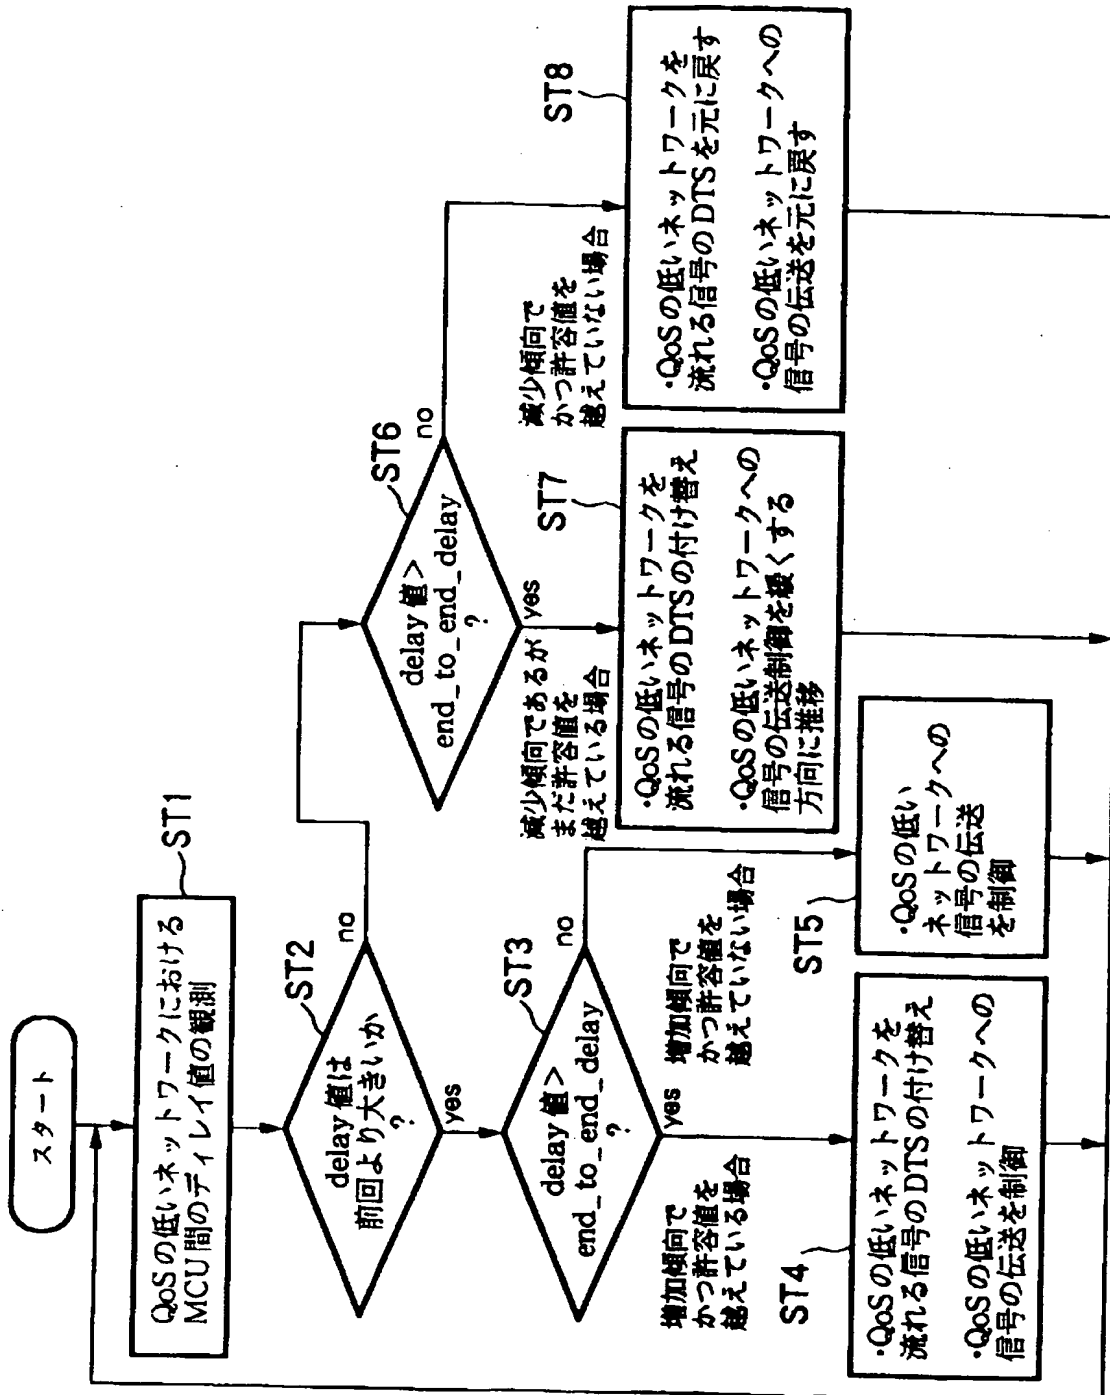 スタート
QoSの低いネットワークにおける
MCU間のディレイ値の観測
ST1
delay値は
前回より大きいか
?
ST2
no
yes
delay値>
end_to_end_delay
?
ST3
no
yes
増加傾向で
かつ許容値を
越えている場合
ST4
・QoSの低いネットワークを
流れる信号のDTSの付け替え
・QoSの低いネットワークへの
信号の伝送を制御
増加傾向で
かつ許容値を
越えていない場合
ST5
・QoSの低い
ネットワークへの
信号の伝送
を制御
delay値>
end_to_end_delay
?
ST6
no
yes
減少傾向であるが
まだ許容値を
越えている場合
ST7
・QoSの低いネットワークを
流れる信号のDTSの付け替え
・QoSの低いネットワークへの
信号の伝送制御を緩くする
方向に推移
減少傾向で
かつ許容値を
越えていない場合
ST8
・QoSの低いネットワークを
流れる信号のDTSを元に戻す
・QoSの低いネットワークへの
信号の伝送を元に戻す